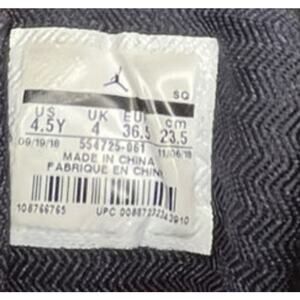 SQ
US UK EUR cm
4.5Y 4 36.5 23.5
09/19/18 554725-061 11/06/18
MADE IN CHINA
FABRIQUE EN CHINE
108766765 UPC